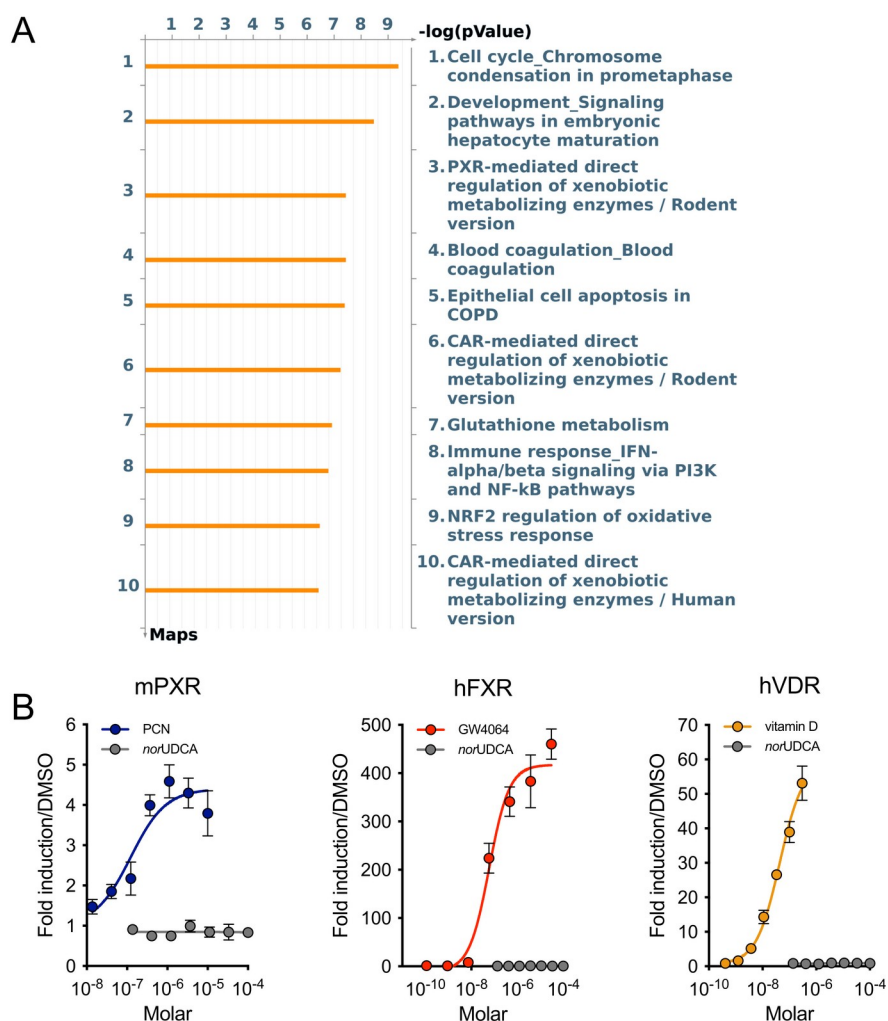 A
1 2 3 4 5 6 7 8 9 -log(pValue)
1
2
3
4
5
6
7
8
9
10
Maps
1. Cell cycle_Chromosome
condensation in prometaphase
2. Development_Signaling
pathways in embryonic
hepatocyte maturation
3. PXR-mediated direct
regulation of xenobiotic
metabolizing enzymes / Rodent
version
4. Blood coagulation_Blood
coagulation
5. Epithelial cell apoptosis in
COPD
6. CAR-mediated direct
regulation of xenobiotic
metabolizing enzymes / Rodent
version
7. Glutathione metabolism
8. Immune response_IFN-
alpha/beta signaling via PI3K
and NF-kB pathways
9. NRF2 regulation of oxidative
stress response
10. CAR-mediated direct
regulation of xenobiotic
metabolizing enzymes / Human
version
B
mPXR
Fold induction/DMSO
6
5
4
3
2
1
0
PCN
norUDCA
10-8 10-7 10-6 10-5 10-4
Molar
hFXR
Fold induction/DMSO
500
400
300
200
100
0
GW4064
norUDCA
10-10 10-8 10-6 10-4
Molar
hVDR
Fold induction/DMSO
70
60
50
40
30
20
10
0
vitamin D
norUDCA
10-10 10-8 10-6 10-4
Molar